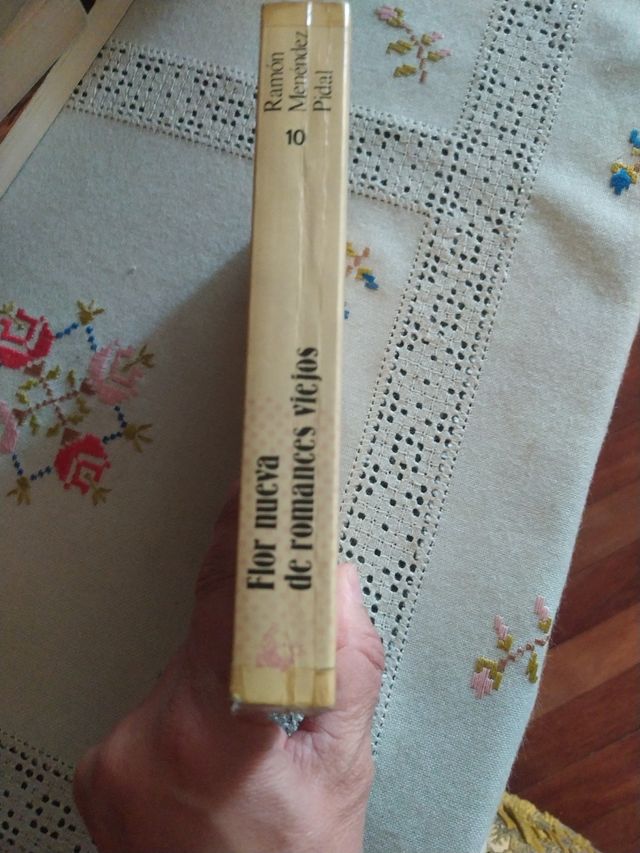 Ramón
Menéndez
Pidal
10
Flor nueva
de romances viejos